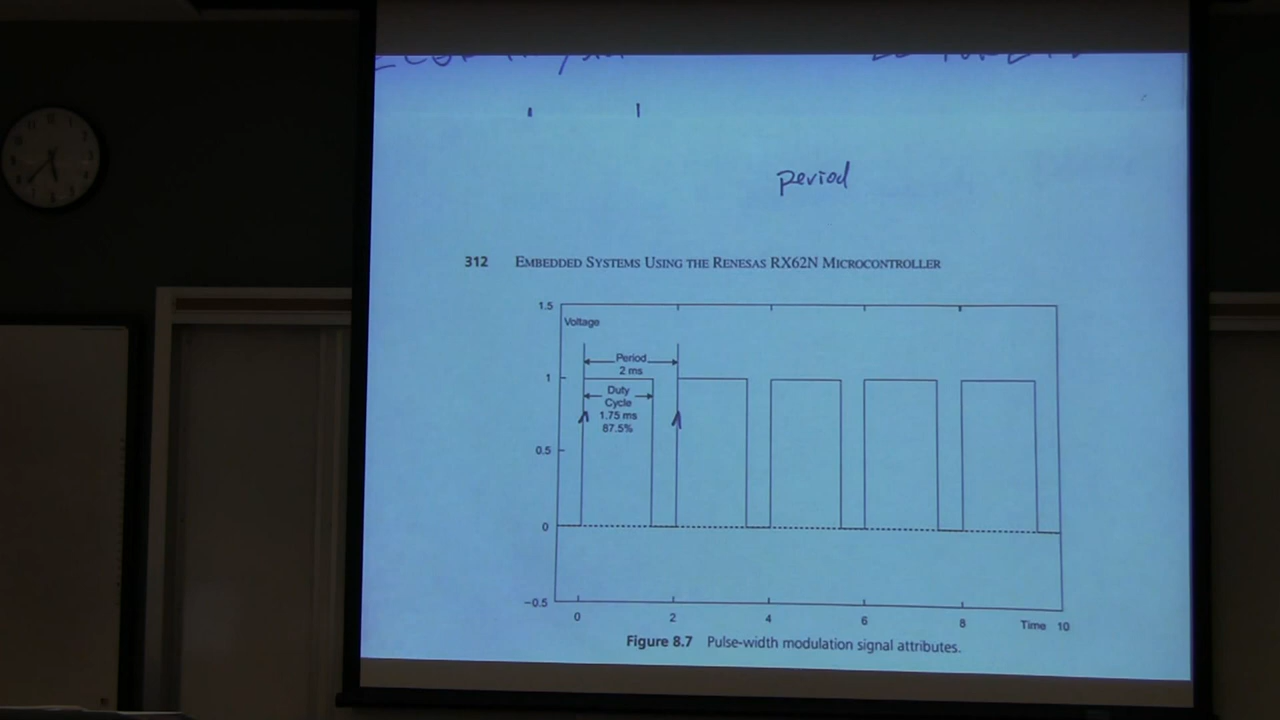 period
312 EMBEDDED SYSTEMS USING THE RENESAS RX62N MICROCONTROLLER
1.5
Voltage
Period
2 ms
1
Duty
Cycle
1.75 ms
87.5%
0.5
0
−0.5
0 2 4 6 8 Time 10
Figure 8.7 Pulse-width modulation signal attributes.